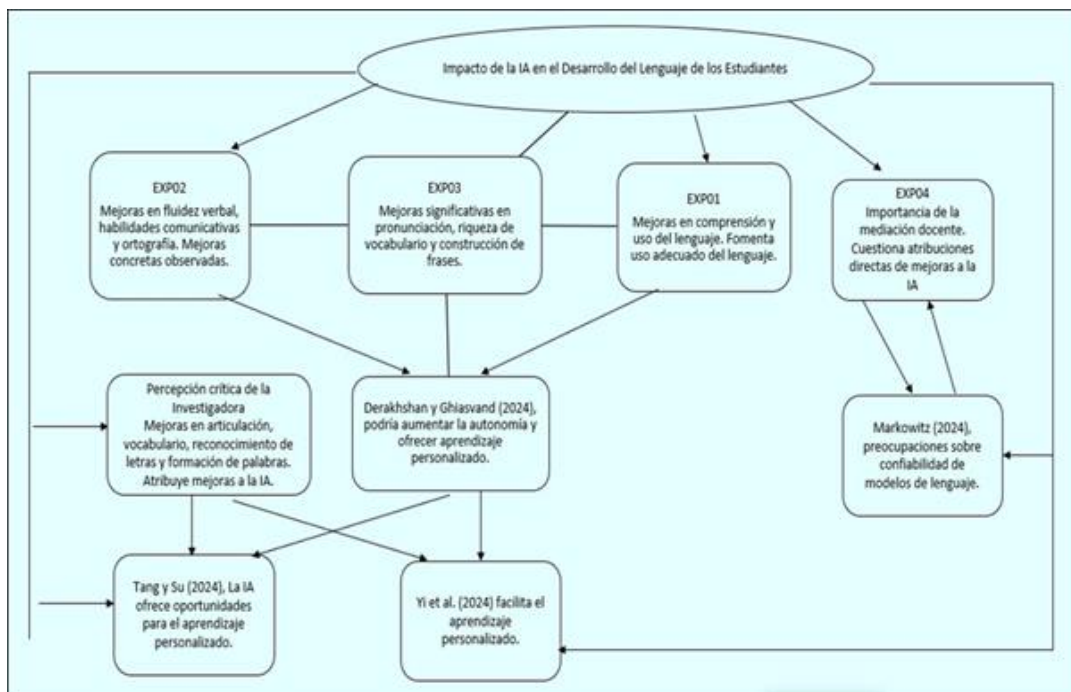 Impacto de la IA en el Desarrollo del Lenguaje de los Estudiantes
EXP02
Mejoras en fluidez verbal,
habilidades comunicativas
y ortografía. Mejoras
concretas observadas.
EXP03
Mejoras significativas en
pronunciación, riqueza de
vocabulario y construcción de
frases.
EXP01
Mejoras en comprensión y
uso del lenguaje. Fomenta
uso adecuado del lenguaje.
EXP04
Importancia de la
mediación docente.
Cuestiona atribuciones
directas de mejoras a la
IA
Percepción crítica de la
Investigadora
Mejoras en articulación,
vocabulario, reconocimiento de
letras y formación de palabras.
Atribuye mejoras a la IA.
Derakhshan y Ghiasvand (2024),
podría aumentar la autonomía y
ofrecer aprendizaje
personalizado.
Markowitz (2024),
preocupaciones sobre
confiabilidad de
modelos de lenguaje.
Tang y Su (2024), La IA
ofrece oportunidades
para el aprendizaje
personalizado.
Yi et al. (2024) facilita el
aprendizaje
personalizado.